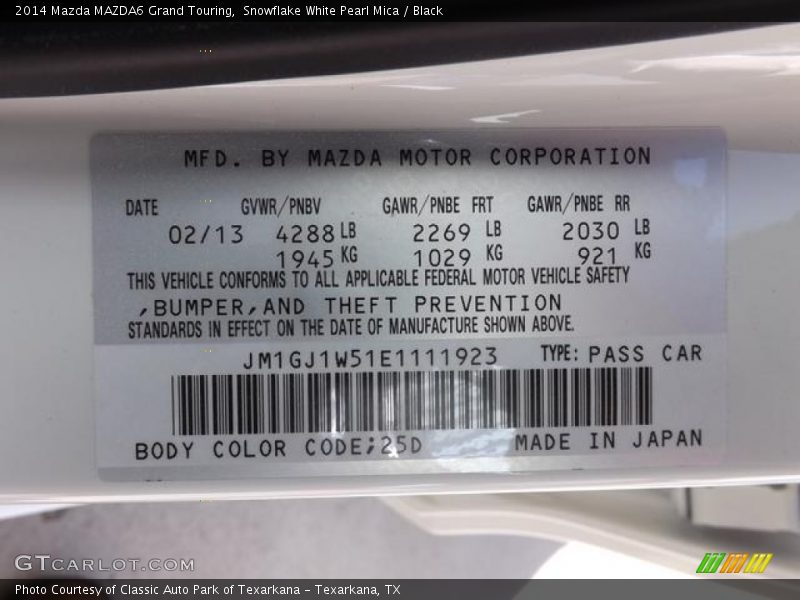 2014 Mazda MAZDA6 Grand Touring, Snowflake White Pearl Mica / Black
MFD. BY MAZDA MOTOR CORPORATION
DATE GVWR/PNBV GAWR/PNBE FRT GAWR/PNBE RR
02/13 4288 LB 2269 LB 2030 LB
1945 KG 1029 KG 921 KG
THIS VEHICLE CONFORMS TO ALL APPLICABLE FEDERAL MOTOR VEHICLE SAFETY
,BUMPER,AND THEFT PREVENTION
STANDARDS IN EFFECT ON THE DATE OF MANUFACTURE SHOWN ABOVE.
JM1GJ1W51E1111923 TYPE: PASS CAR
BODY COLOR CODE;25D MADE IN JAPAN
GTCARLOT.COM
Photo Courtesy of Classic Auto Park of Texarkana - Texarkana, TX